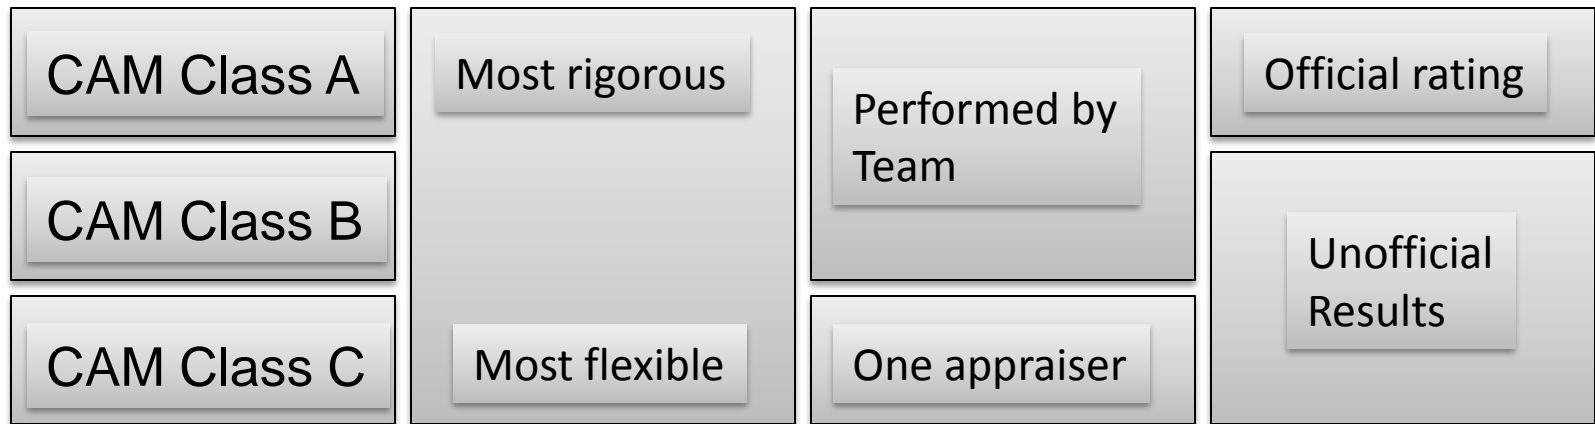 CAM Class A
Most rigorous
Performed by
Team
Official rating
CAM Class B
Unofficial
Results
CAM Class C
Most flexible
One appraiser